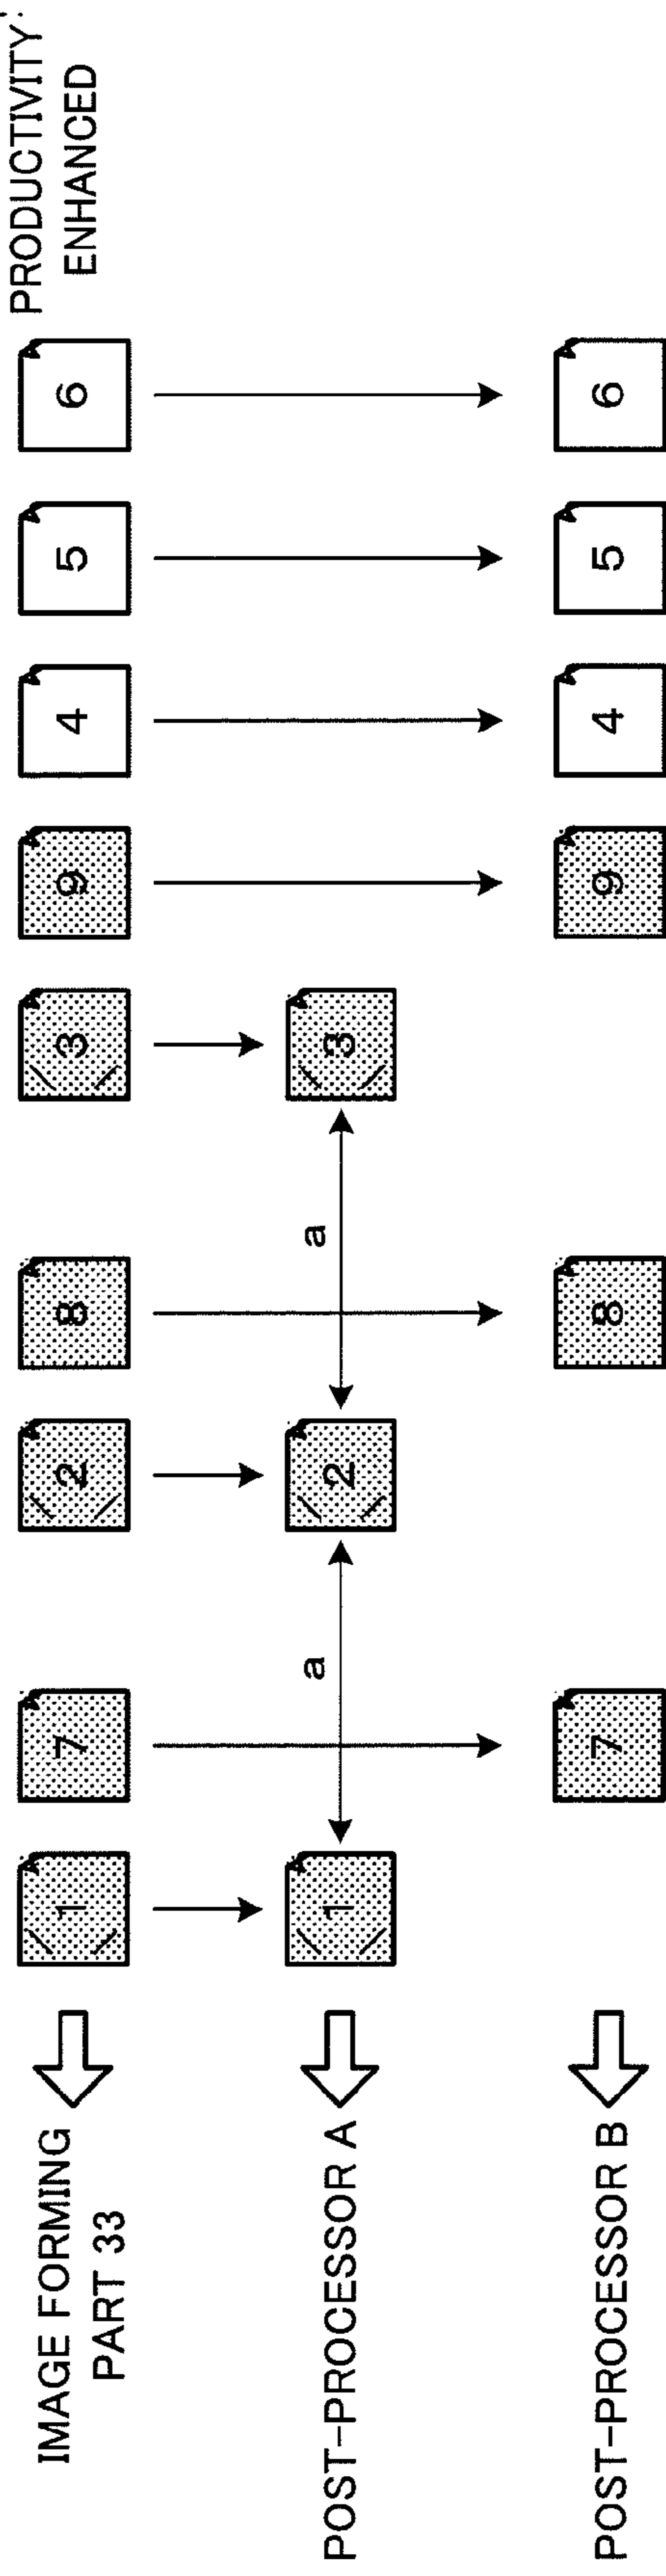 PRODUCTIVITY:
ENHANCED
IMAGE FORMING
PART 33
1 7 2 8 3 9 4 5 6
a a
POST-PROCESSOR A
1 2 3
POST-PROCESSOR B
7 8 9 4 5 6